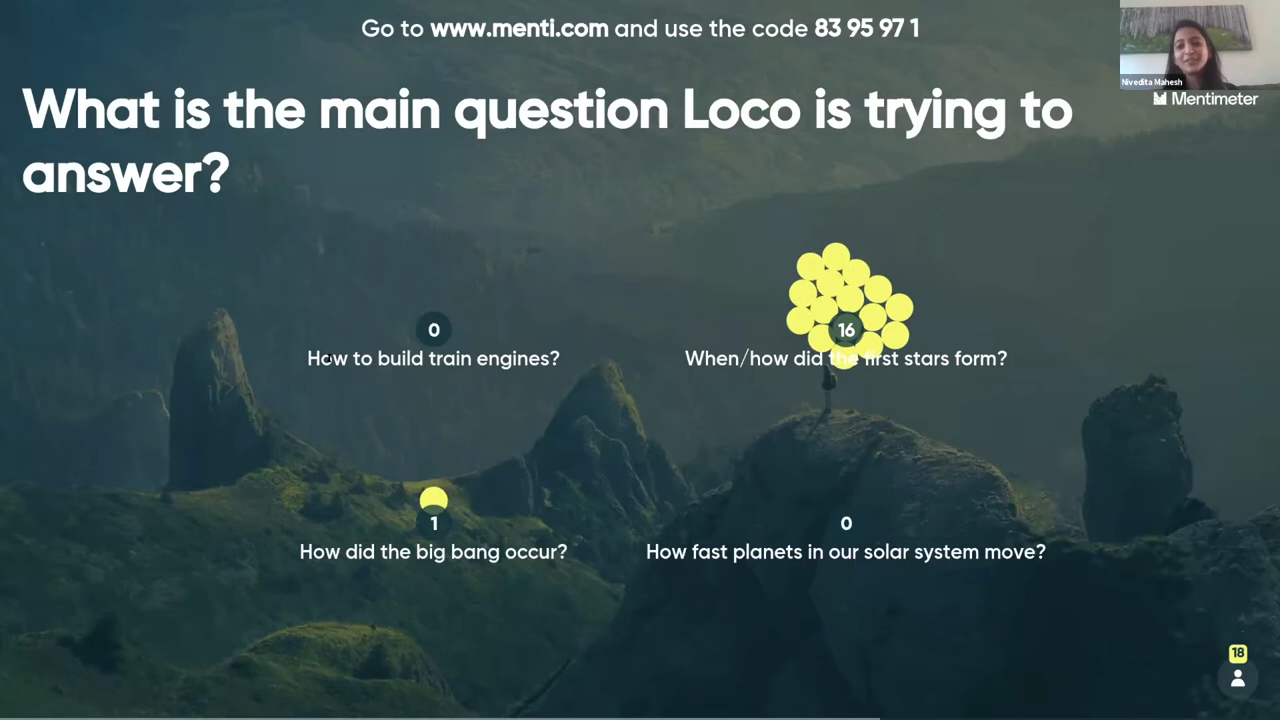 Go to www.menti.com and use the code 83 95 97 1
Nivedita Mahesh
Mentimeter
What is the main question Loco is trying to
answer?
0
How to build train engines?
16
When/how did the first stars form?
1
How did the big bang occur?
0
How fast planets in our solar system move?
18